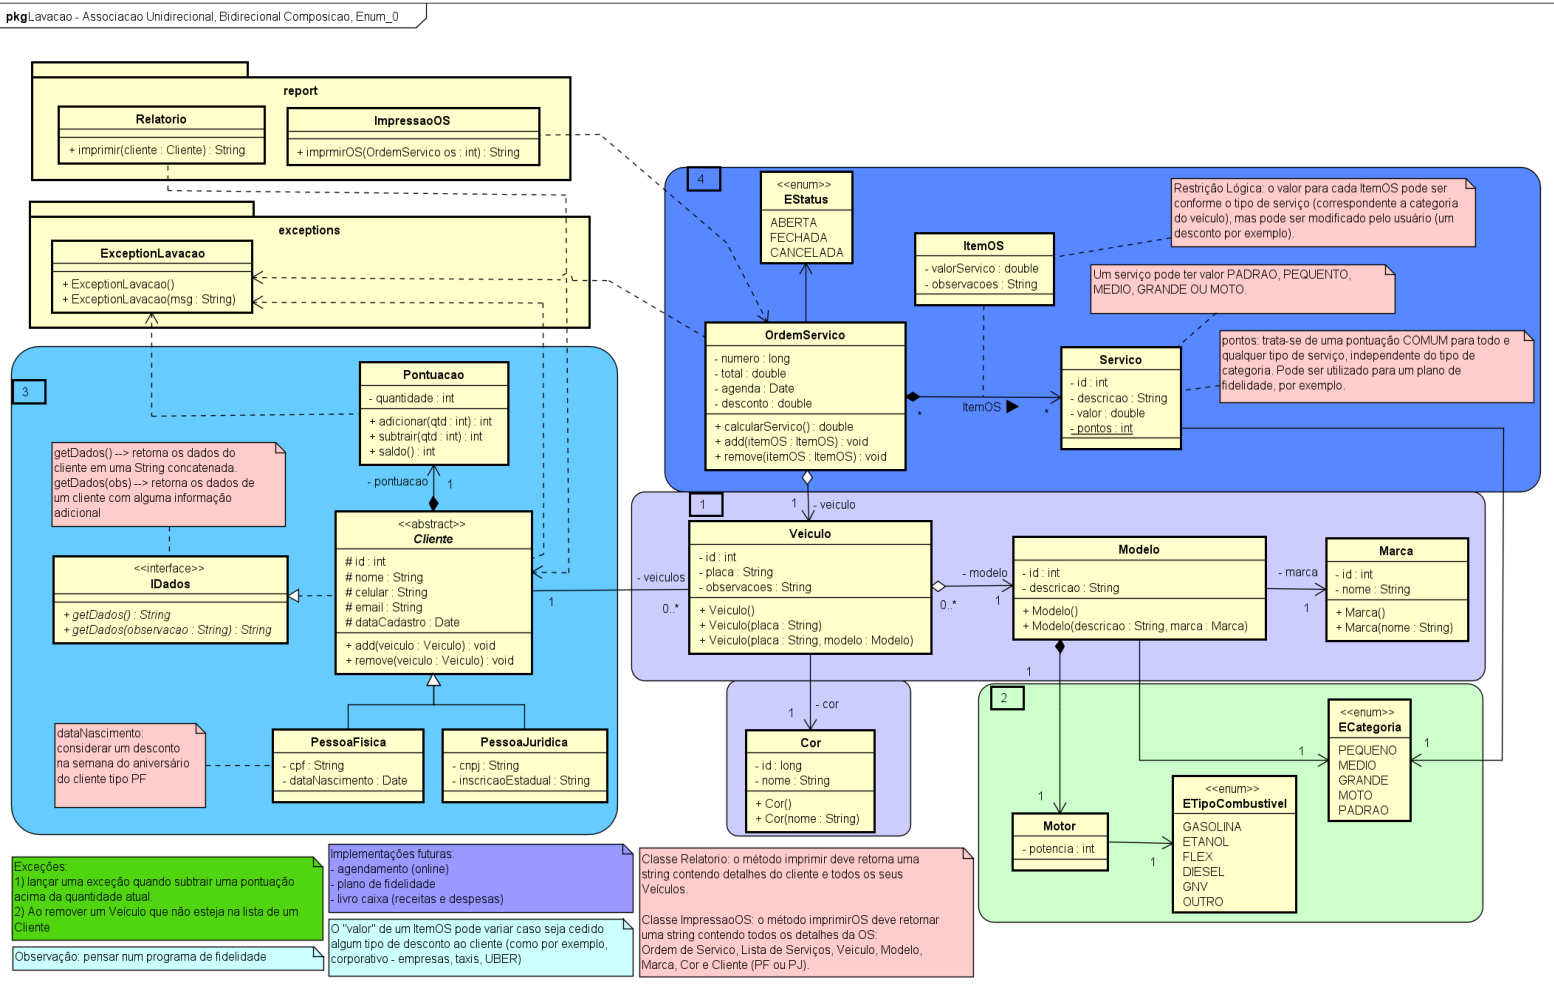 pkg Lavacao - Associacao Unidirecional, Bidirecional Composicao, Enum_0
report
Relatorio
+ imprimir(cliente : Cliente) : String
ImpressaoOS
+ imprmirOS(OrdemServico os : int) : String
exceptions
ExceptionLavacao
+ ExceptionLavacao()
+ ExceptionLavacao(msg : String)
4
<<enum>>
EStatus
ABERTA
FECHADA
CANCELADA
ItemOS
- valorServico : double
- observacoes : String
Restrição Lógica: o valor para cada ItemOS pode ser
conforme o tipo de serviço (correspondente a categoria
do veículo), mas pode ser modificado pelo usuário (um
desconto por exemplo).
Um serviço pode ter valor PADRAO, PEQUENTO,
MEDIO, GRANDE OU MOTO.
pontos: trata-se de uma pontuação COMUM para todo e
qualquer tipo de serviço, independente do tipo de
categoria. Pode ser utilizado para um plano de
fidelidade, por exemplo.
OrdemServico
- numero : long
- total : double
- agenda : Date
- desconto : double
+ calcularServico() : double
+ add(itemOS : ItemOS) : void
+ remove(itemOS : ItemOS) : void
*
ItemOS
*
Servico
- id : int
- descricao : String
- valor : double
- pontos : int
3
Pontuacao
- quantidade : int
+ adicionar(qtd : int) : int
+ subtrair(qtd : int) : int
+ saldo() : int
- pontuacao
1
getDados() --> retorna os dados do
cliente em uma String concatenada.
getDados(obs) --> retorna os dados de
um cliente com alguma informação
adicional
<<interface>>
IDados
+ getDados() : String
+ getDados(observacao : String) : String
<<abstract>>
Cliente
# id : int
# nome : String
# celular : String
# email : String
# dataCadastro : Date
+ add(veiculo : Veiculo) : void
+ remove(veiculo : Veiculo) : void
1
- veiculos
0..*
dataNascimento:
considerar um desconto
na semana do aniversário
do cliente tipo PF
PessoaFisica
- cpf : String
- dataNascimento : Date
PessoaJuridica
- cnpj : String
- inscricaoEstadual : String
1
1
- veiculo
Veiculo
- id : int
- placa : String
- observacoes : String
+ Veiculo()
+ Veiculo(placa : String)
+ Veiculo(placa : String, modelo : Modelo)
- modelo
0..*
1
Modelo
- id : int
- descricao : String
+ Modelo()
+ Modelo(descricao : String, marca : Marca)
- marca
1
Marca
- id : int
- nome : String
+ Marca()
+ Marca(nome : String)
1
- cor
1
Cor
- id : long
- nome : String
+ Cor()
+ Cor(nome : String)
2
1
Motor
- potencia : int
1
<<enum>>
ETipoCombustivel
GASOLINA
ETANOL
FLEX
DIESEL
GNV
OUTRO
1
1
<<enum>>
ECategoria
PEQUENO
MEDIO
GRANDE
MOTO
PADRAO
Exceções:
1) lançar uma exceção quando subtrair uma pontuação
acima da quantidade atual.
2) Ao remover um Veículo que não esteja na lista de um
Cliente
Observação: pensar num programa de fidelidade
Implementações futuras:
- agendamento (online)
- plano de fidelidade
- livro caixa (receitas e despesas)
O "valor" de um ItemOS pode variar caso seja cedido
algum tipo de desconto ao cliente (como por exemplo,
corporativo - empresas, taxis, UBER)
Classe Relatorio: o método imprimir deve retorna uma
string contendo detalhes do cliente e todos os seus
Veículos.
Classe ImpressaoOS: o método imprimirOS deve retornar
uma string contendo todos os detalhes da OS:
Ordem de Servico, Lista de Serviços, Veiculo, Modelo,
Marca, Cor e Cliente (PF ou PJ).